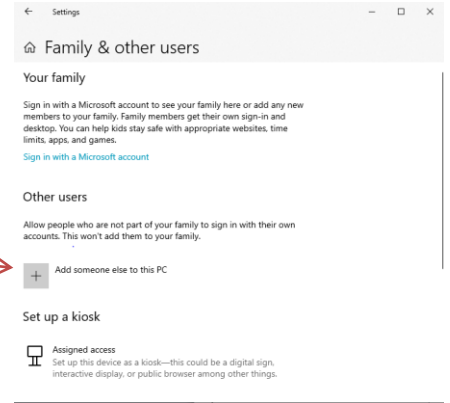 Settings
Family & other users
Your family
Sign in with a Microsoft account to see your family here or add any new
members to your family. Family members get their own sign-in and
desktop. You can help kids stay safe with appropriate websites, time
limits, apps, and games.
Sign in with a Microsoft account
Other users
Allow people who are not part of your family to sign in with their own
accounts. This won't add them to your family.
Add someone else to this PC
Set up a kiosk
Assigned access
Set up this device as a kiosk—this could be a digital sign,
interactive display, or public browser among other things.